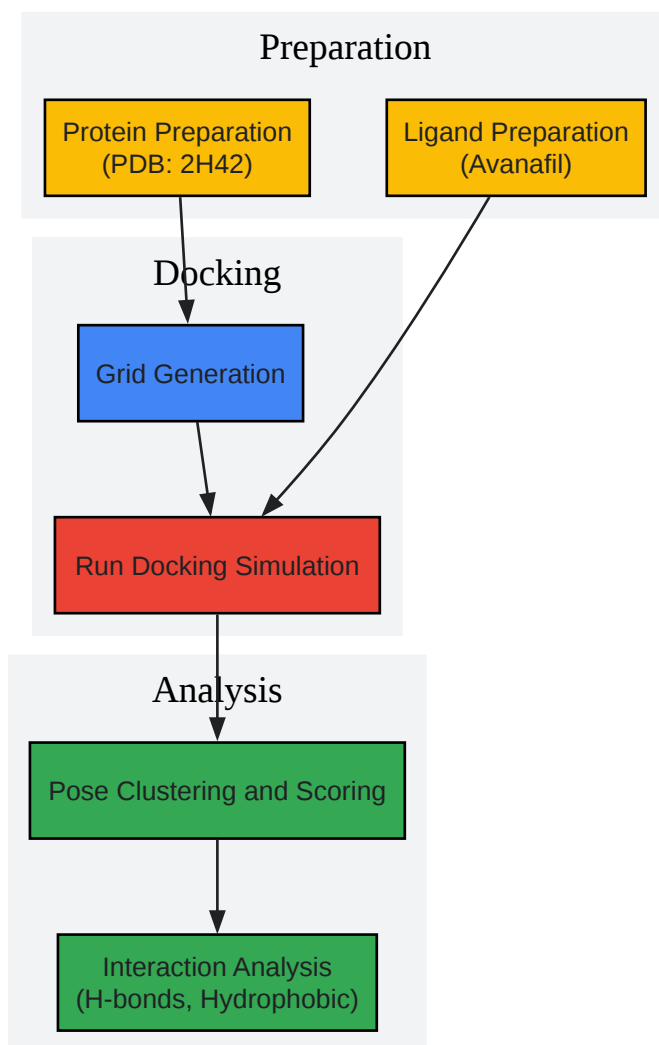 Preparation
Protein Preparation
(PDB: 2H42)
Ligand Preparation
(Avanafil)
Docking
Grid Generation
Run Docking Simulation
Analysis
Pose Clustering and Scoring
Interaction Analysis
(H-bonds, Hydrophobic)